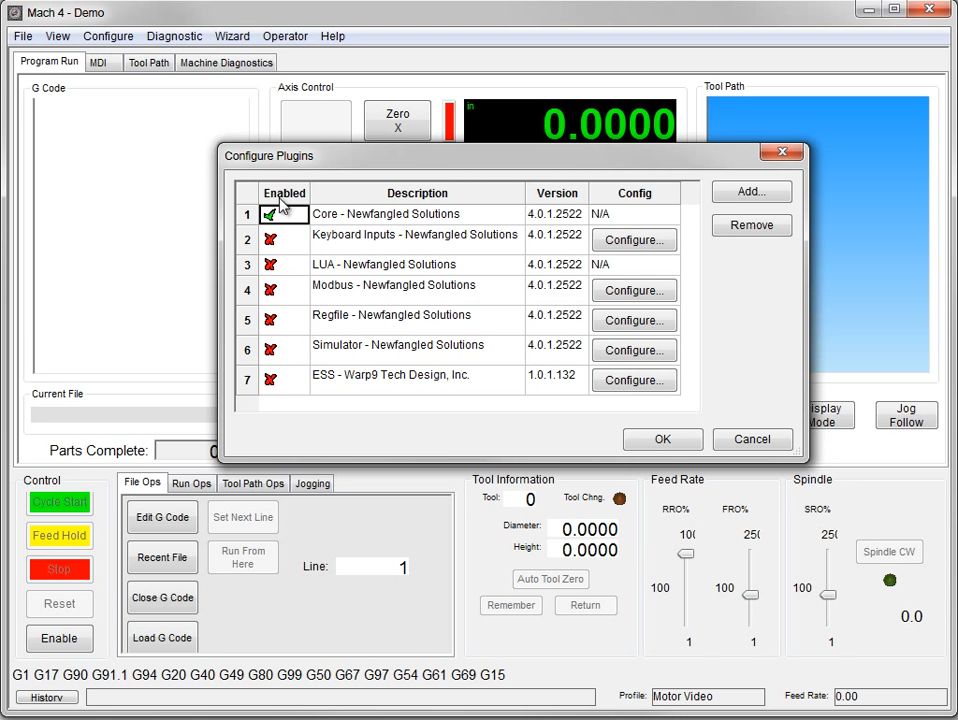 Mach 4 - Demo
File View Configure Diagnostic Wizard Operator Help
Program Run MDI Tool Path Machine Diagnostics
G Code
Axis Control
Tool Path
Zero
X
in
0.0000
Configure Plugins
Enabled Description Version Config
1 Core - Newfangled Solutions 4.0.1.2522 N/A
2 Keyboard Inputs - Newfangled Solutions 4.0.1.2522 Configure...
3 LUA - Newfangled Solutions 4.0.1.2522 N/A
4 Modbus - Newfangled Solutions 4.0.1.2522 Configure...
5 Regfile - Newfangled Solutions 4.0.1.2522 Configure...
6 Simulator - Newfangled Solutions 4.0.1.2522 Configure...
7 ESS - Warp9 Tech Design, Inc. 1.0.1.132 Configure...
Add...
Remove
OK Cancel
Current File
Parts Complete: 0
isplay
Mode
Jog
Follow
Control
Cycle Start
Feed Hold
Stop
Reset
Enable
File Ops Run Ops Tool Path Ops Jogging
Edit G Code
Set Next Line
Recent File
Run From
Here
Line: 1
Close G Code
Load G Code
Tool Information
Tool: 0 Tool Chng.
Diameter: 0.0000
Height: 0.0000
Auto Tool Zero
Remember Return
Feed Rate
RRO% FRO%
100 250
100 100
1 1
Spindle
SRO%
250
100
1
Spindle CW
0.0
G1 G17 G90 G91.1 G94 G20 G40 G49 G80 G99 G50 G67 G97 G54 G61 G69 G15
History
Profile: Motor Video Feed Rate: 0.00